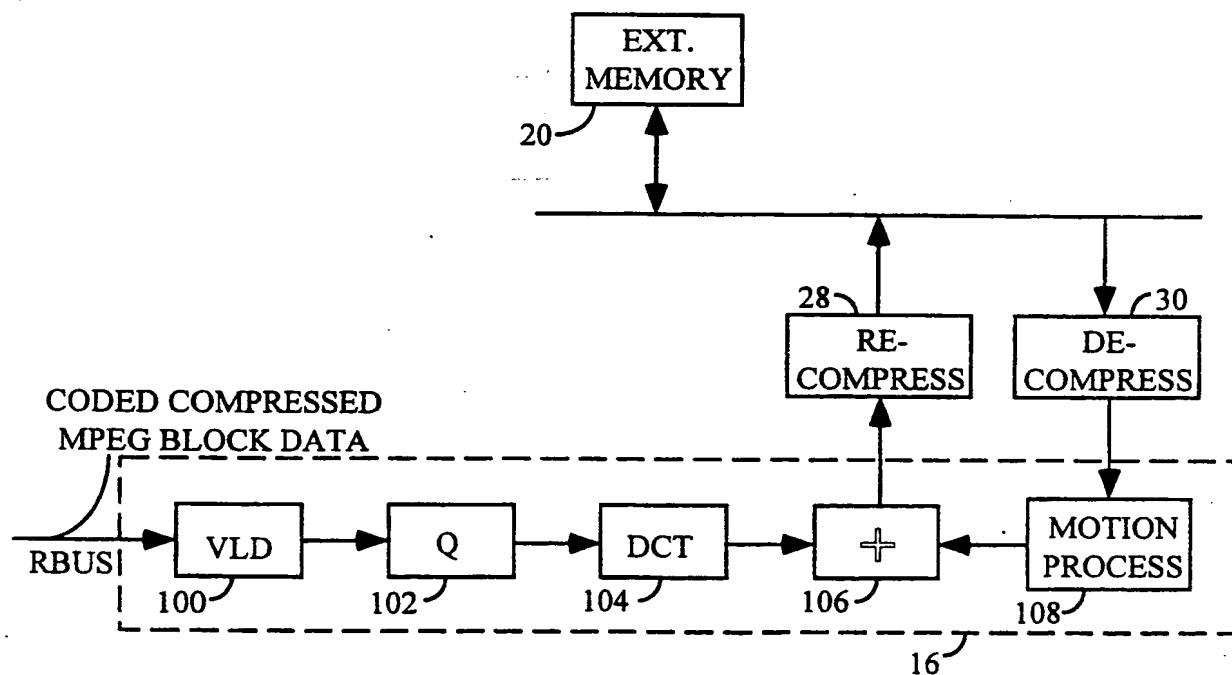 EXT.
MEMORY
20
28
30
RE-
COMPRESS
DE-
COMPRESS
CODED COMPRESSED
MPEG BLOCK DATA
RBUS
VLD
Q
DCT
+
MOTION
PROCESS
100
102
104
106
108
16